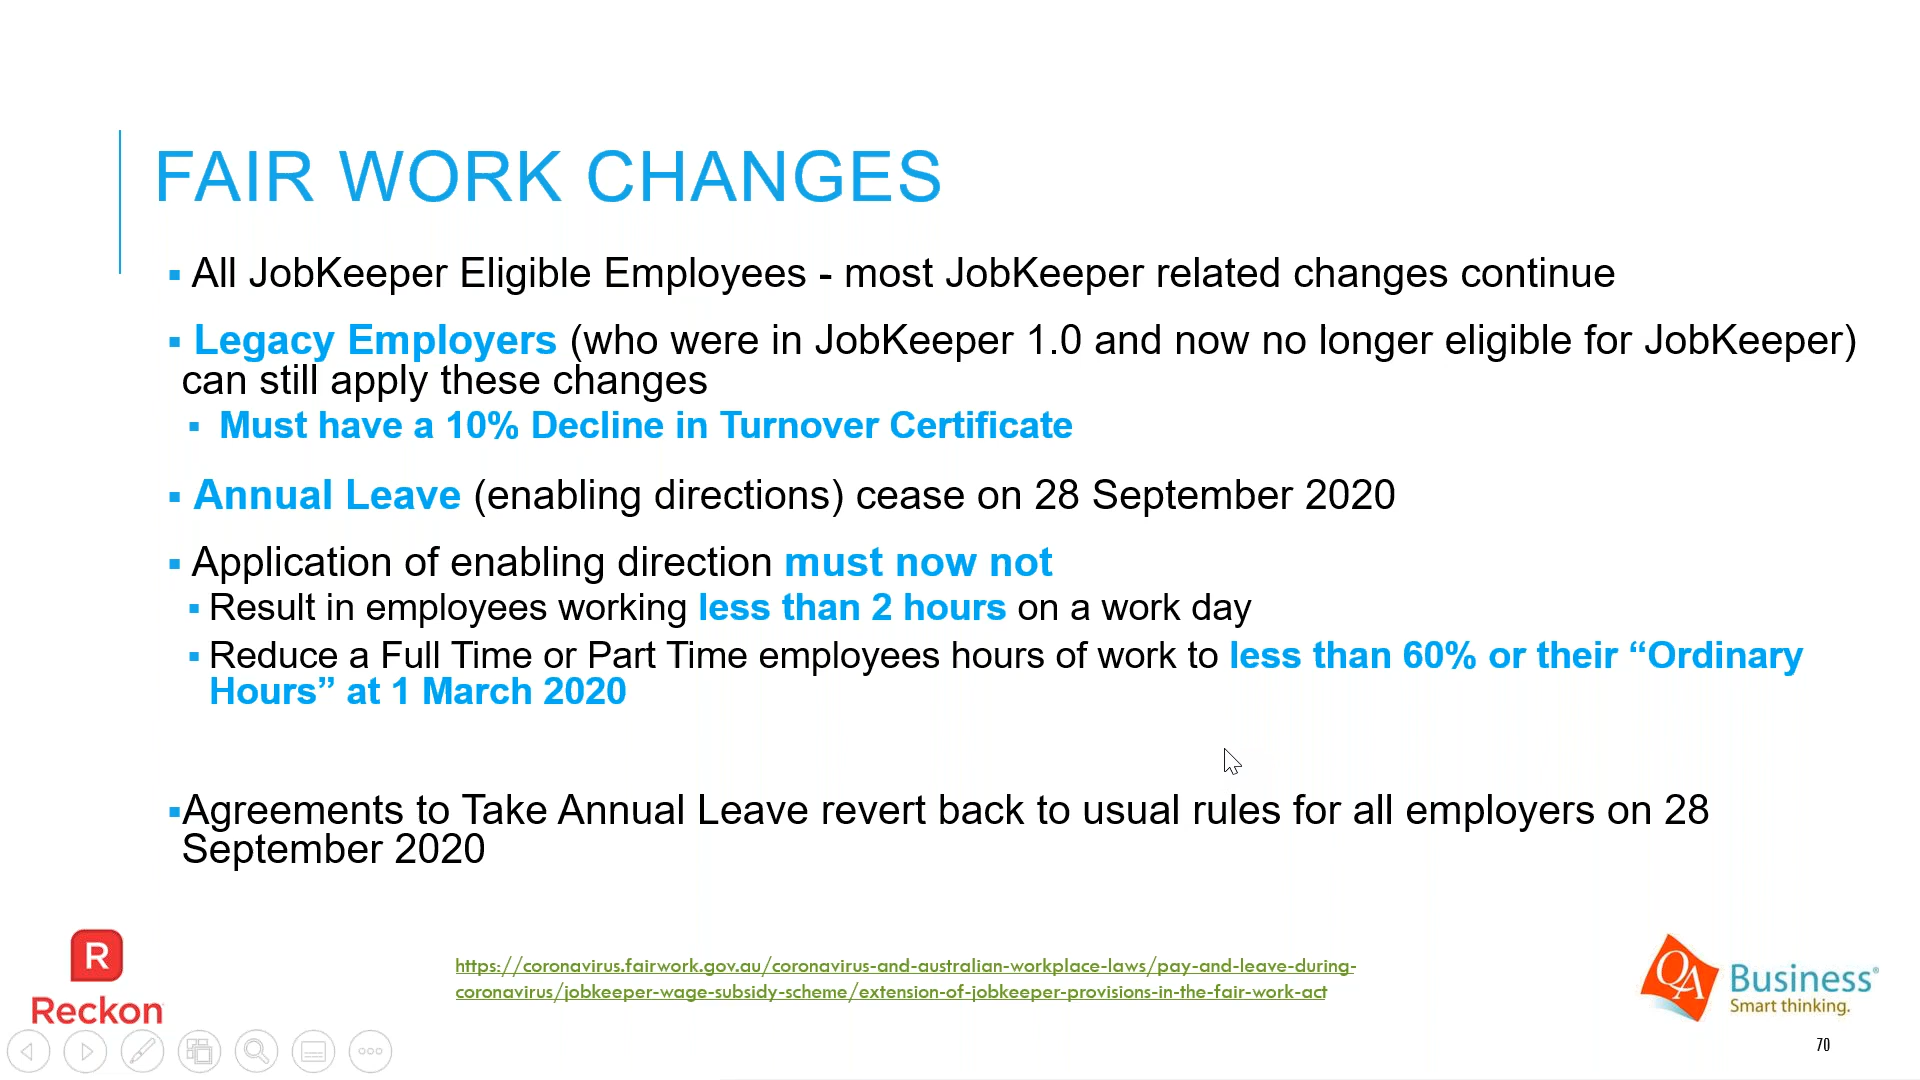 FAIR WORK CHANGES
▪ All JobKeeper Eligible Employees - most JobKeeper related changes continue
▪ Legacy Employers (who were in JobKeeper 1.0 and now no longer eligible for JobKeeper)
can still apply these changes
▪ Must have a 10% Decline in Turnover Certificate
▪ Annual Leave (enabling directions) cease on 28 September 2020
▪ Application of enabling direction must now not
▪ Result in employees working less than 2 hours on a work day
▪ Reduce a Full Time or Part Time employees hours of work to less than 60% or their “Ordinary
Hours” at 1 March 2020
▪Agreements to Take Annual Leave revert back to usual rules for all employers on 28
September 2020
R
Reckon
https://coronavirus.fairwork.gov.au/coronavirus-and-australian-workplace-laws/pay-and-leave-during-
coronavirus/jobkeeper-wage-subsidy-scheme/extension-of-jobkeeper-provisions-in-the-fair-work-act
QA Business®
Smart thinking.
70